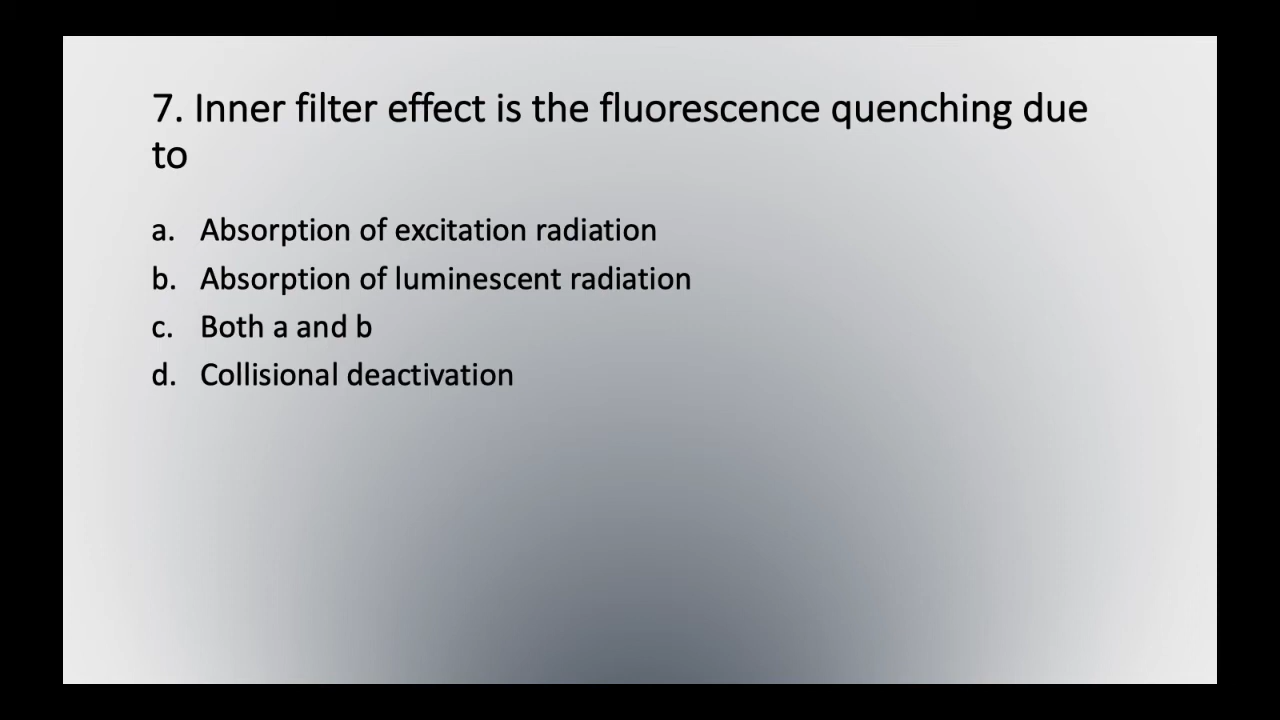 7. Inner filter effect is the fluorescence quenching due
to
a. Absorption of excitation radiation
b. Absorption of luminescent radiation
c. Both a and b
d. Collisional deactivation